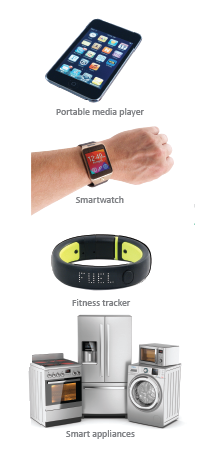 Portable media player
Smartwatch
FUEL
Fitness tracker
Smart appliances